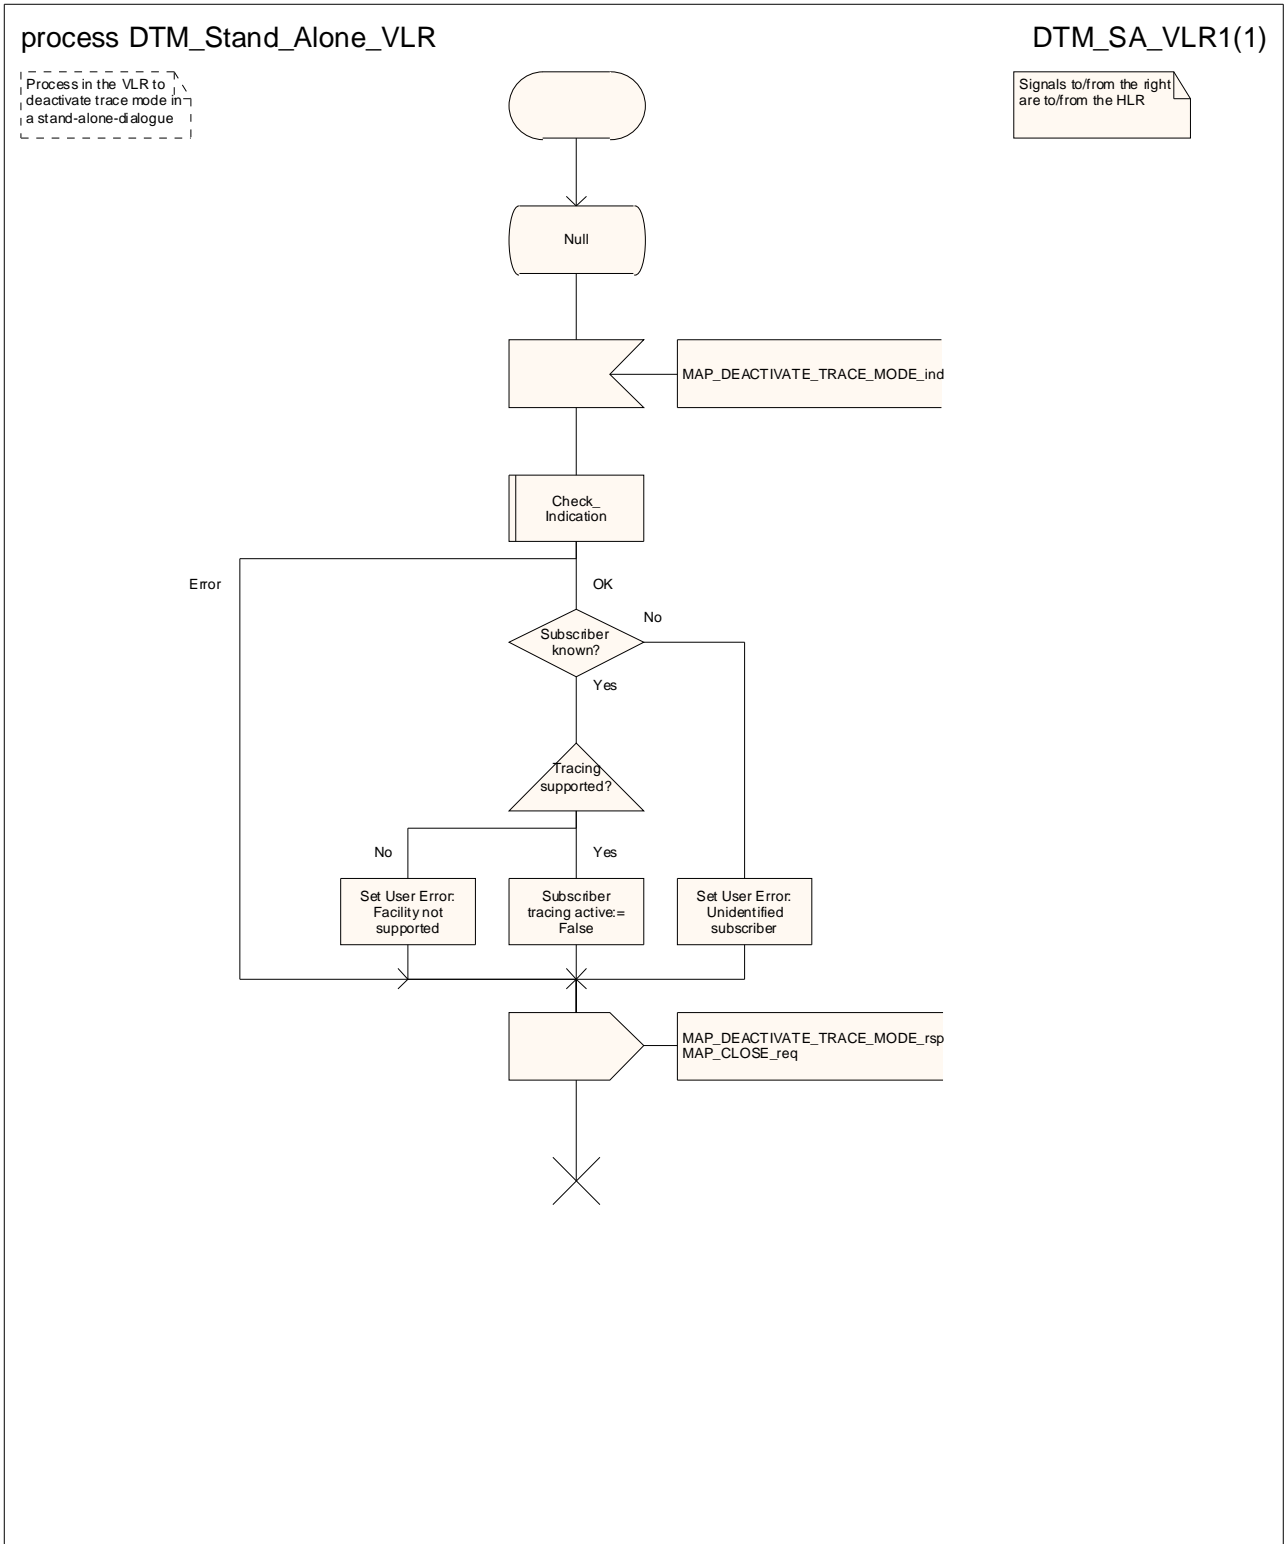 process DTM_Stand_Alone_VLR
DTM_SA_VLR1(1)
Process in the VLR to
deactivate trace mode in
a stand-alone-dialogue
Signals to/from the right
are to/from the HLR
Null
MAP_DEACTIVATE_TRACE_MODE_ind
Check_
Indication
Error
OK
No
Subscriber
known?
Yes
Tracing
supported?
No
Yes
Set User Error:
Facility not
supported
Subscriber
tracing active:=
False
Set User Error:
Unidentified
subscriber
MAP_DEACTIVATE_TRACE_MODE_rsp
MAP_CLOSE_req